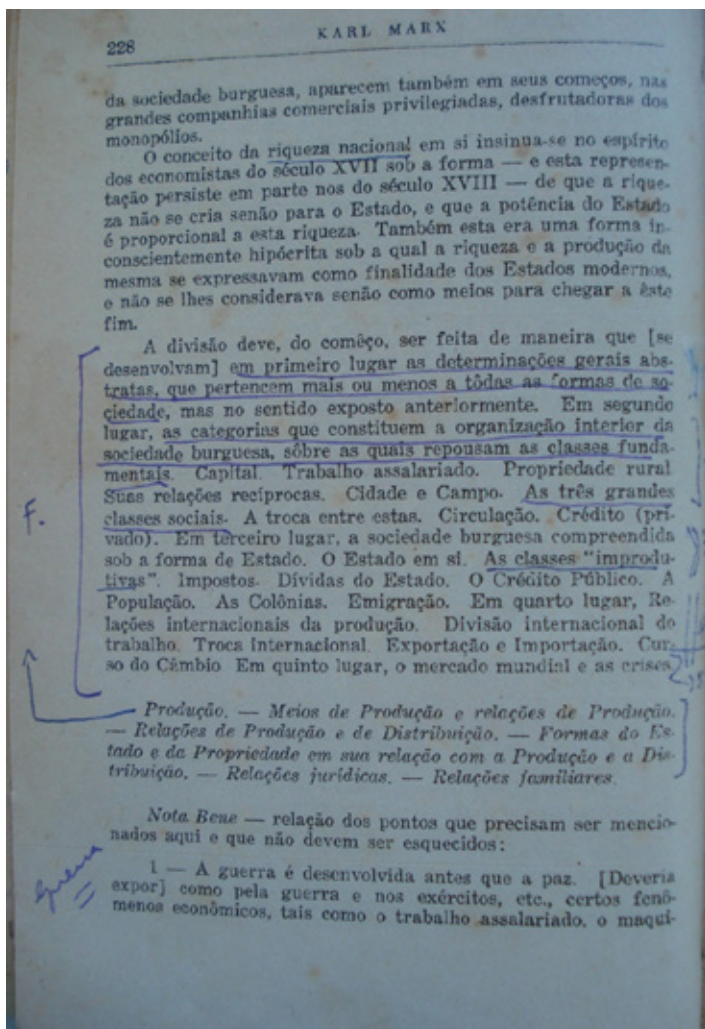 228
KARL MARX
da sociedade burguesa, aparecem também em seus começos, nas
grandes companhias comerciais privilegiadas, desfrutadoras dos
monopólios.
O conceito da riqueza nacional em si insinua-se no espírito
dos economistas do século XVII sob a forma — e esta represen-
tação persiste em parte nos do século XVIII — de que a rique-
za não se cria senão para o Estado, e que a potência do Estado
é proporcional a esta riqueza. Também esta era uma forma in-
conscientemente hipócrita sob a qual a riqueza e a produção da
mesma se expressavam como finalidade dos Estados modernos,
e não se lhes considerava senão como meios para chegar a êste
fim.
A divisão deve, do comêço, ser feita de maneira que [se
desenvolvam] em primeiro lugar as determinações gerais abs-
tratas, que pertencem mais ou menos a tôdas as formas de so-
ciedade, mas no sentido exposto anteriormente. Em segundo
lugar, as categorias que constituem a organização interior da
sociedade burguesa, sôbre as quais repousam as classes funda-
mentais. Capital. Trabalho assalariado. Propriedade rural
Suas relações recíprocas. Cidade e Campo. As três grandes
classes sociais. A troca entre estas. Circulação. Crédito (pri-
vado). Em terceiro lugar, a sociedade burguesa compreendida
sob a forma de Estado. O Estado em si. As classes "improdu-
tivas". Impostos. Dívidas do Estado. O Crédito Público. A
População. As Colônias. Emigração. Em quarto lugar, Re-
lações internacionais da produção. Divisão internacional do
trabalho. Troca Internacional. Exportação e Importação. Cur-
so do Câmbio Em quinto lugar, o mercado mundial e as crises
F.
Produção. — Meios de Produção e relações de Produção.
— Relações de Produção e de Distribuição. — Formas do Es-
tado e da Propriedade em sua relação com a Produção e a Dis-
tribuição. — Relações jurídicas. — Relações familiares.
Nota Bene — relação dos pontos que precisam ser mencio-
nados aqui e que não devem ser esquecidos:
guerra
1 — A guerra é desenvolvida antes que a paz. [Deveria
expor] como pela guerra e nos exércitos, etc., certos fenô-
menos econômicos, tais como o trabalho assalariado, o maqui-